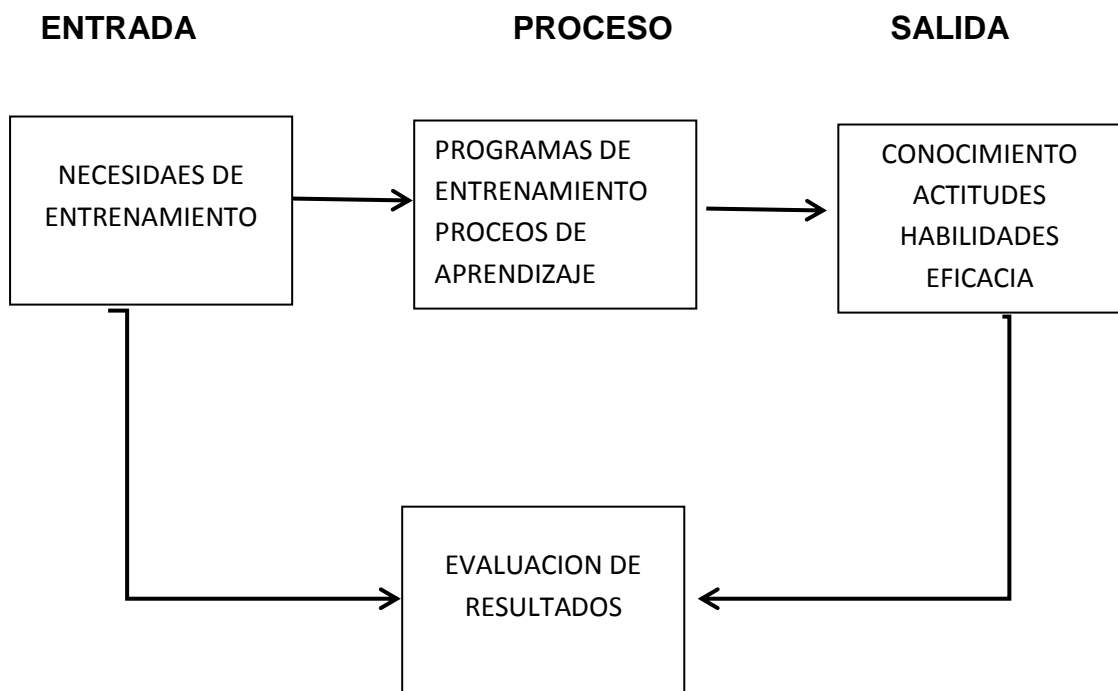 ENTRADA
PROCESO
SALIDA
NECESIDAES DE
ENTRENAMIENTO
PROGRAMAS DE
ENTRENAMIENTO
PROCEOS DE
APRENDIZAJE
CONOCIMIENTO
ACTITUDES
HABILIDADES
EFICACIA
EVALUACION DE
RESULTADOS